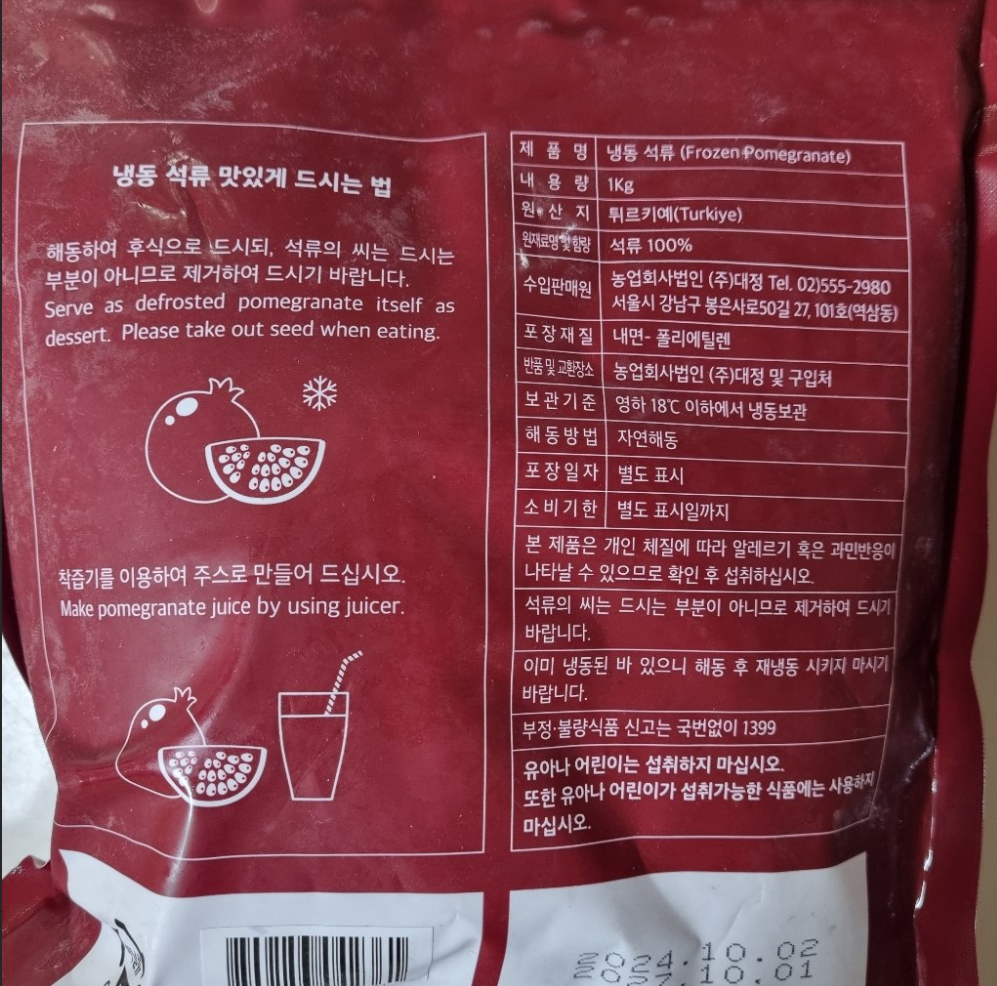 냉동 석류 맛있게 드시는 법
해동하여 후식으로 드시되, 석류의 씨는 드시는
부분이 아니므로 제거하여 드시기 바랍니다.
Serve as defrosted pomegranate itself as
dessert. Please take out seed when eating.
착즙기를 이용하여 주스로 만들어 드십시오.
Make pomegranate juice by using juicer.
제 품 명 냉동 석류 (Frozen Pomegranate)
내 용 량 1Kg
원 산 지 튀르키예(Turkiye)
원재료명 및 함량 석류 100%
수입판매원 농업회사법인 (주)대정 Tel. 02)555-2980
서울시 강남구 봉은사로50길 27, 101호(역삼동)
포장재질 내면- 폴리에틸렌
반품 및 교환장소 농업회사법인 (주)대정 및 구입처
보관기준 영하 18℃ 이하에서 냉동보관
해동방법 자연해동
포장일자 별도 표시
소비기한 별도 표시일까지
본 제품은 개인 체질에 따라 알레르기 혹은 과민반응이
나타날 수 있으므로 확인 후 섭취하십시오.
석류의 씨는 드시는 부분이 아니므로 제거하여 드시기
바랍니다.
이미 냉동된 바 있으니 해동 후 재냉동 시키지 마시기
바랍니다.
부정·불량식품 신고는 국번없이 1399
유아나 어린이는 섭취하지 마십시오.
또한 유아나 어린이가 섭취가능한 식품에는 사용하지
마십시오.
2024.10.02
2027.10.01